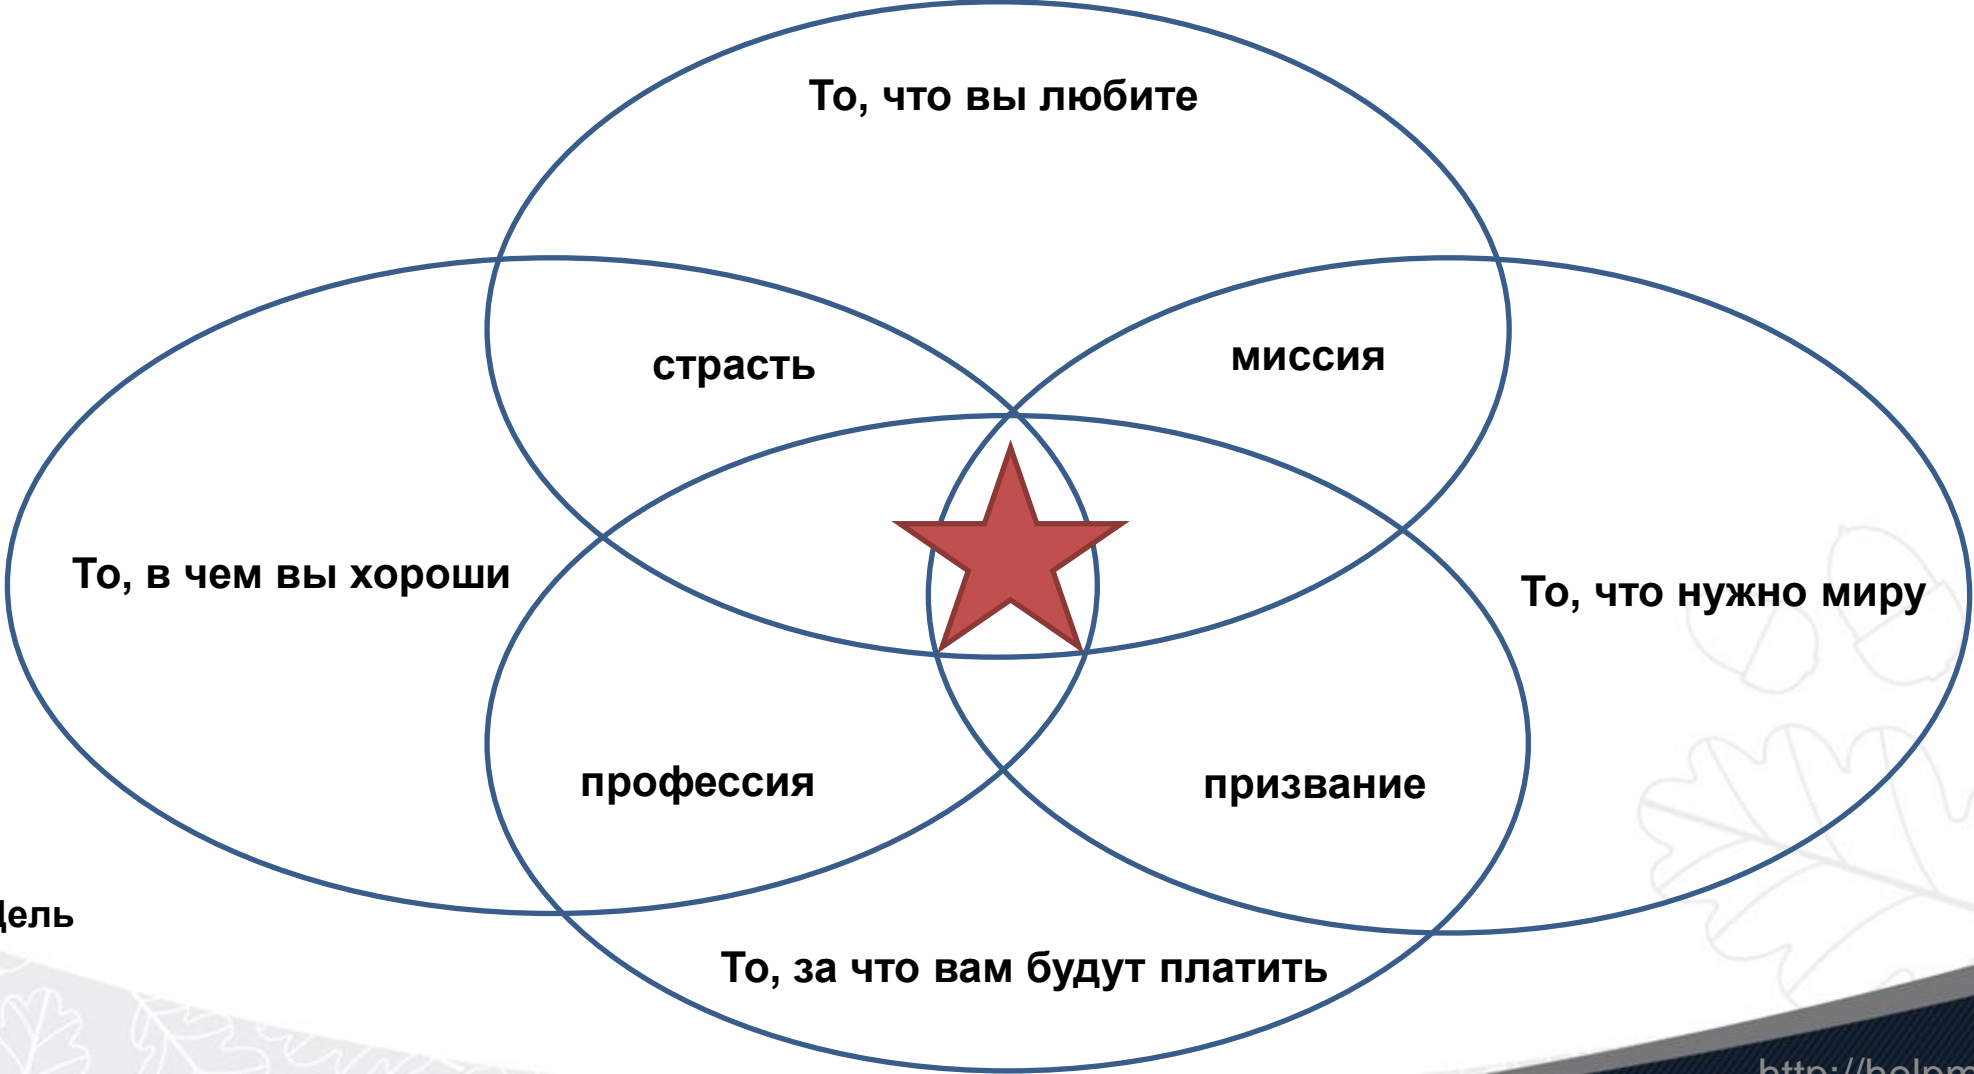 То, что вы любите
страсть
миссия
То, в чем вы хороши
То, что нужно миру
профессия
призвание
То, за что вам будут платить